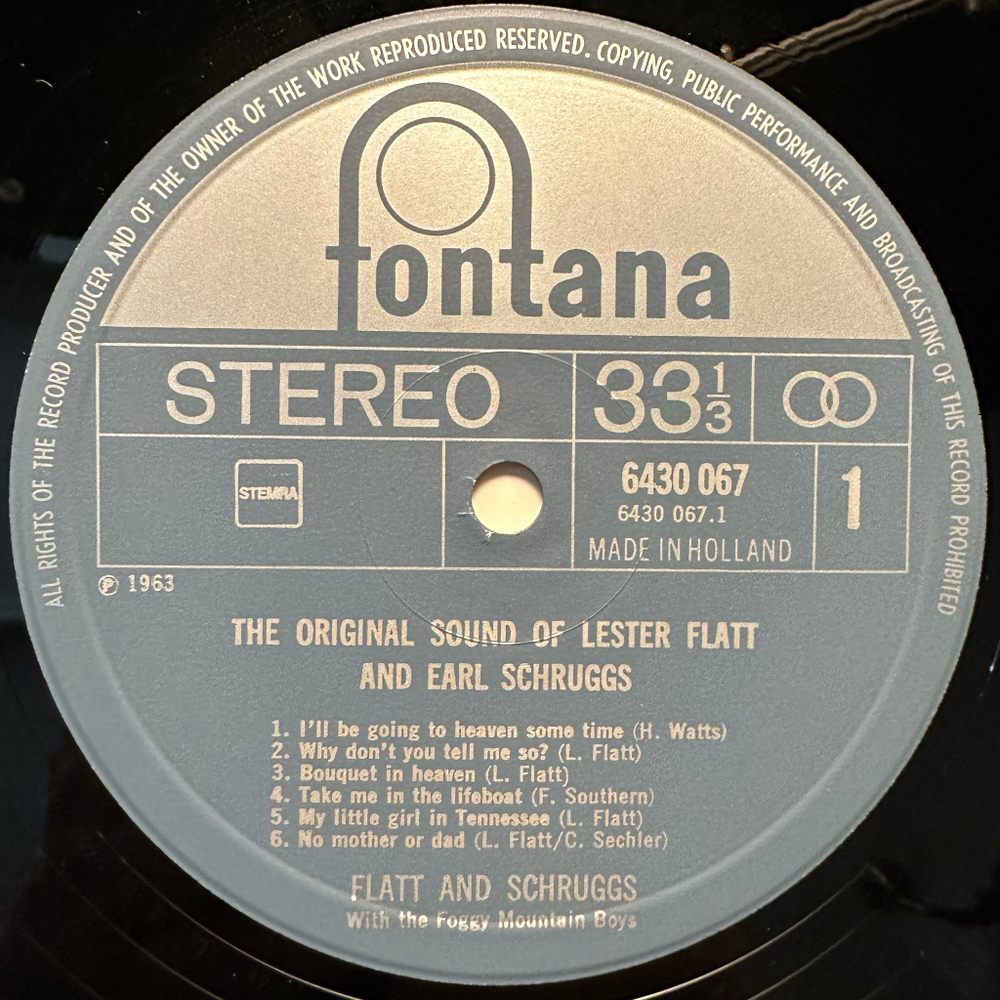 ALL RIGHTS OF THE RECORD PRODUCER AND OF THE OWNER OF THE WORK REPRODUCED RESERVED. COPYING, PUBLIC PERFORMANCE AND BROADCASTING OF THIS RECORD PROHIBITED
fontana
STEREO 33 1/3
STEMRA 6430 067 1
6430 067.1
MADE IN HOLLAND
℗ 1963
THE ORIGINAL SOUND OF LESTER FLATT
AND EARL SCHRUGGS
1. I'll be going to heaven some time (H. Watts)
2. Why don't you tell me so? (L. Flatt)
3. Bouquet in heaven (L. Flatt)
4. Take me in the lifeboat (F. Southern)
5. My little girl in Tennessee (L. Flatt)
6. No mother or dad (L. Flatt/C. Sechler)
FLATT AND SCHRUGGS
With the Foggy Mountain Boys